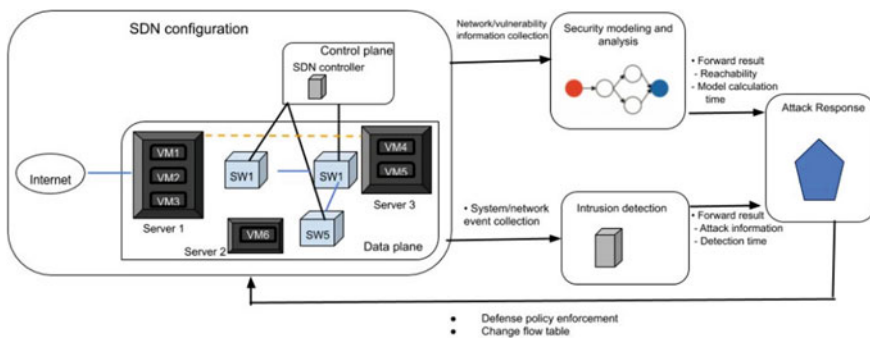 SDN configuration
Control plane
SDN controller
Internet
VM1
VM2
VM3
Server 1
SW1
SW1
VM4
VM5
Server 3
VM6
Server 2
SW5
Data plane
Network/vulnerability
information collection
Security modeling and
analysis
• Forward result
- Reachability
- Model calculation
time
Attack Response
• System/network
event collection
Intrusion detection
• Forward result
- Attack information
- Detection time
● Defense policy enforcement
● Change flow table